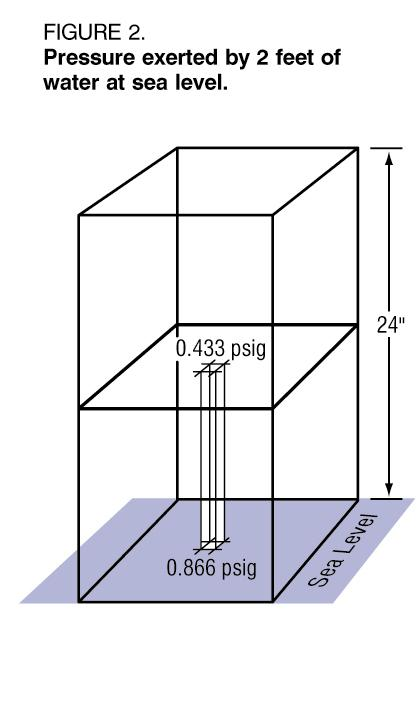 FIGURE 2.
Pressure exerted by 2 feet of
water at sea level.
24"
0.433 psig
0.866 psig
Sea Level